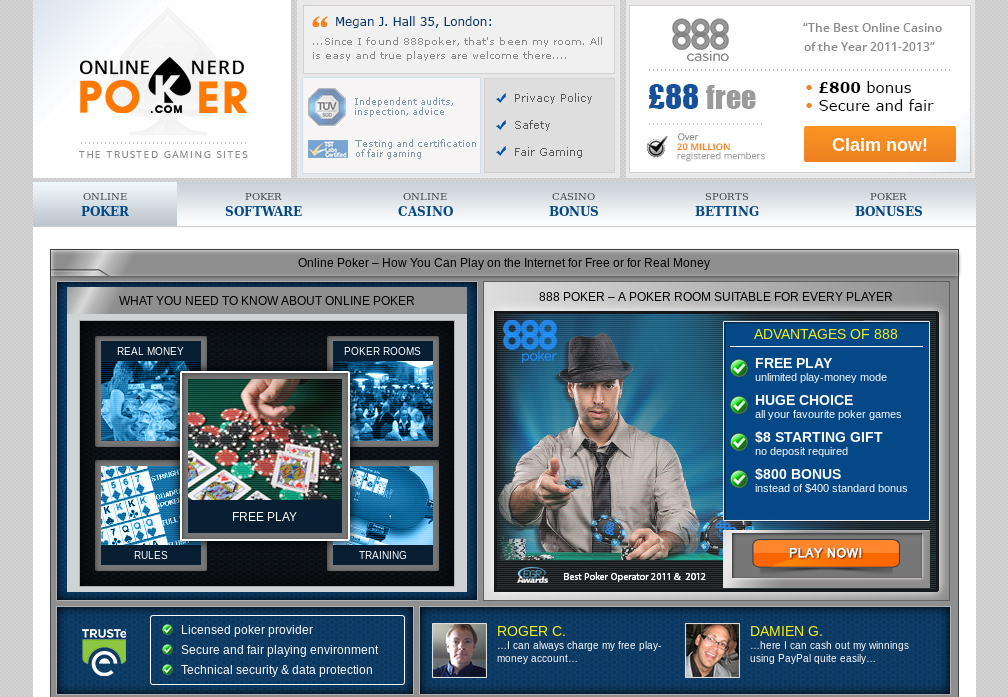 ONLINE NERD
POKER
.COM
THE TRUSTED GAMING SITES
Megan J. Hall 35, London:
...Since I found 888poker, that's been my room. All
is easy and true players are welcome there....
TÜV
SÜD
Independent audits,
inspection, advice
TST
Labs
Certified
Testing and certification
of fair gaming
Privacy Policy
Safety
Fair Gaming
888
casino
“The Best Online Casino
of the Year 2011-2013”
£88 free
• £800 bonus
• Secure and fair
Over
20 MILLION
registered members
Claim now!
ONLINE
POKER
POKER
SOFTWARE
ONLINE
CASINO
CASINO
BONUS
SPORTS
BETTING
POKER
BONUSES
Online Poker – How You Can Play on the Internet for Free or for Real Money
WHAT YOU NEED TO KNOW ABOUT ONLINE POKER
REAL MONEY
POKER ROOMS
FREE PLAY
RULES
TRAINING
888 POKER – A POKER ROOM SUITABLE FOR EVERY PLAYER
888
poker
ADVANTAGES OF 888
FREE PLAY
unlimited play-money mode
HUGE CHOICE
all your favourite poker games
$8 STARTING GIFT
no deposit required
$800 BONUS
instead of $400 standard bonus
PLAY NOW!
EGR
Awards
Best Poker Operator 2011 & 2012
TRUSTe
Licensed poker provider
Secure and fair playing environment
Technical security & data protection
ROGER C.
…I can always charge my free play-
money account…
DAMIEN G.
…here I can cash out my winnings
using PayPal quite easily…